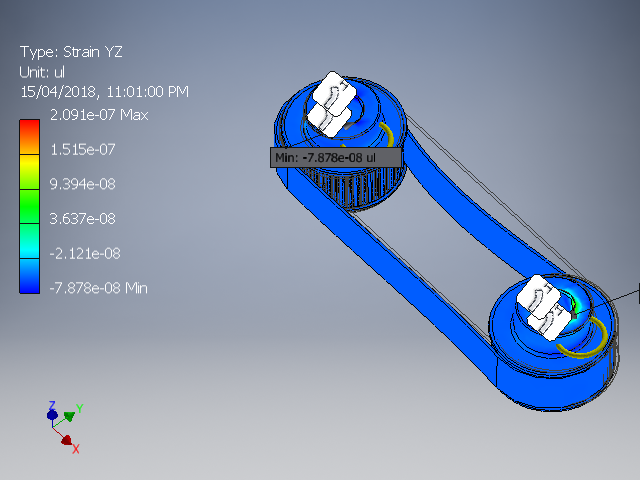 Type: Strain YZ
Unit: ul
15/04/2018, 11:01:00 PM
2.091e-07 Max
1.515e-07
9.394e-08
3.637e-08
-2.121e-08
-7.878e-08 Min
Min: -7.878e-08 ul
Z
Y
X